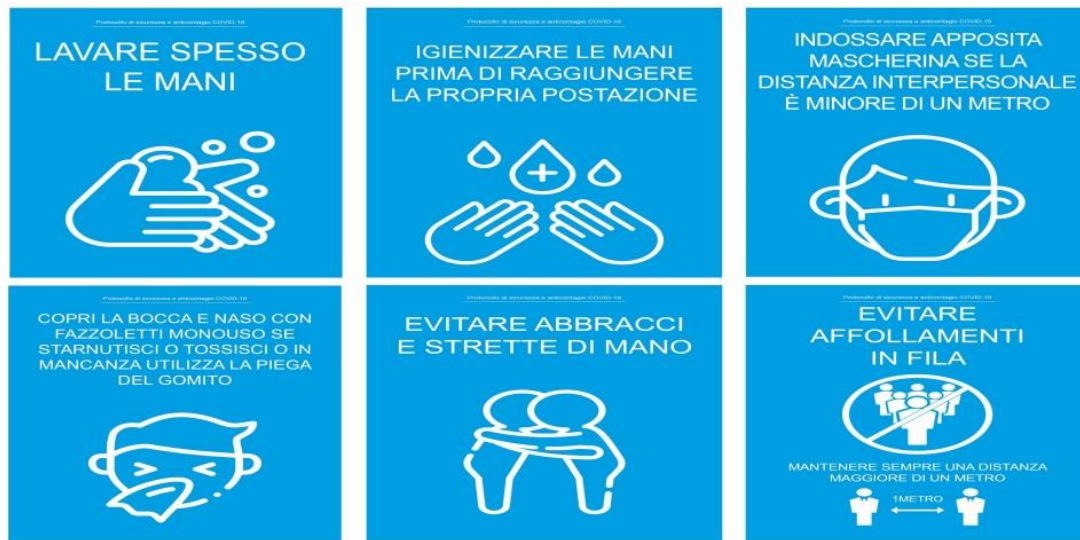 Protocollo di sicurezza e anticontagio COVID-19
LAVARE SPESSO
LE MANI
Protocollo di sicurezza e anticontagio COVID-19
IGIENIZZARE LE MANI
PRIMA DI RAGGIUNGERE
LA PROPRIA POSTAZIONE
Protocollo di sicurezza e anticontagio COVID-19
INDOSSARE APPOSITA
MASCHERINA SE LA
DISTANZA INTERPERSONALE
È MINORE DI UN METRO
Protocollo di sicurezza e anticontagio COVID-19
COPRI LA BOCCA E NASO CON
FAZZOLETTI MONOUSO SE
STARNUTISCI O TOSSISCI O IN
MANCANZA UTILIZZA LA PIEGA
DEL GOMITO
Protocollo di sicurezza e anticontagio COVID-19
EVITARE ABBRACCI
E STRETTE DI MANO
Protocollo di sicurezza e anticontagio COVID-19
EVITARE
AFFOLLAMENTI
IN FILA
MANTENERE SEMPRE UNA DISTANZA
MAGGIORE DI UN METRO
1METRO